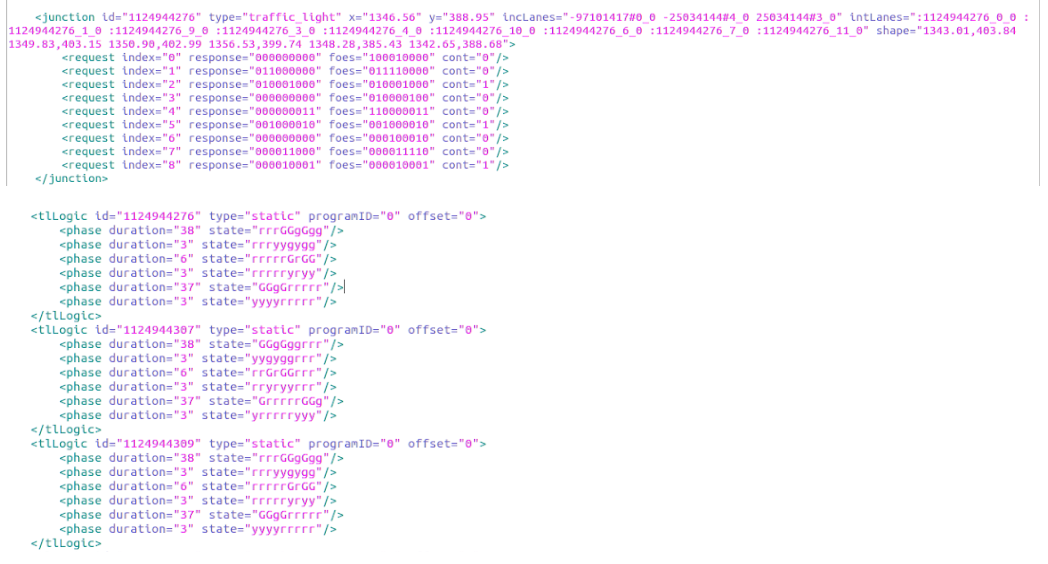 <junction id="1124944276" type="traffic_light" x="1346.56" y="388.95" incLanes="-97101417#0_0 -25034144#4_0 25034144#3_0" intLanes=":1124944276_0_0 :
1124944276_1_0 :1124944276_9_0 :1124944276_3_0 :1124944276_4_0 :1124944276_10_0 :1124944276_6_0 :1124944276_7_0 :1124944276_11_0" shape="1343.01,403.84
1349.83,403.15 1350.90,402.99 1356.53,399.74 1348.28,385.43 1342.65,388.68">
<request index="0" response="000000000" foes="100010000" cont="0"/>
<request index="1" response="011000000" foes="011110000" cont="0"/>
<request index="2" response="010001000" foes="010001000" cont="1"/>
<request index="3" response="000000000" foes="010000100" cont="0"/>
<request index="4" response="000000011" foes="110000011" cont="0"/>
<request index="5" response="001000010" foes="001000010" cont="1"/>
<request index="6" response="000000000" foes="000100010" cont="0"/>
<request index="7" response="000011000" foes="000011110" cont="0"/>
<request index="8" response="000010001" foes="000010001" cont="1"/>
</junction>
<tlLogic id="1124944276" type="static" programID="0" offset="0">
<phase duration="38" state="rrrGGgGgg"/>
<phase duration="3" state="rrryygygg"/>
<phase duration="6" state="rrrrrGrGG"/>
<phase duration="3" state="rrrrryryy"/>
<phase duration="37" state="GGgGrrrrr"/>
<phase duration="3" state="yyyyrrrrr"/>
</tlLogic>
<tlLogic id="1124944307" type="static" programID="0" offset="0">
<phase duration="38" state="GGgGggrrr"/>
<phase duration="3" state="yygyggrrr"/>
<phase duration="6" state="rrGrGGrrr"/>
<phase duration="3" state="rryryyrrr"/>
<phase duration="37" state="GrrrrrGGg"/>
<phase duration="3" state="yrrrrryyy"/>
</tlLogic>
<tlLogic id="1124944309" type="static" programID="0" offset="0">
<phase duration="38" state="rrrGGgGgg"/>
<phase duration="3" state="rrryygygg"/>
<phase duration="6" state="rrrrrGrGG"/>
<phase duration="3" state="rrrrryryy"/>
<phase duration="37" state="GGgGrrrrr"/>
<phase duration="3" state="yyyyrrrrr"/>
</tlLogic>